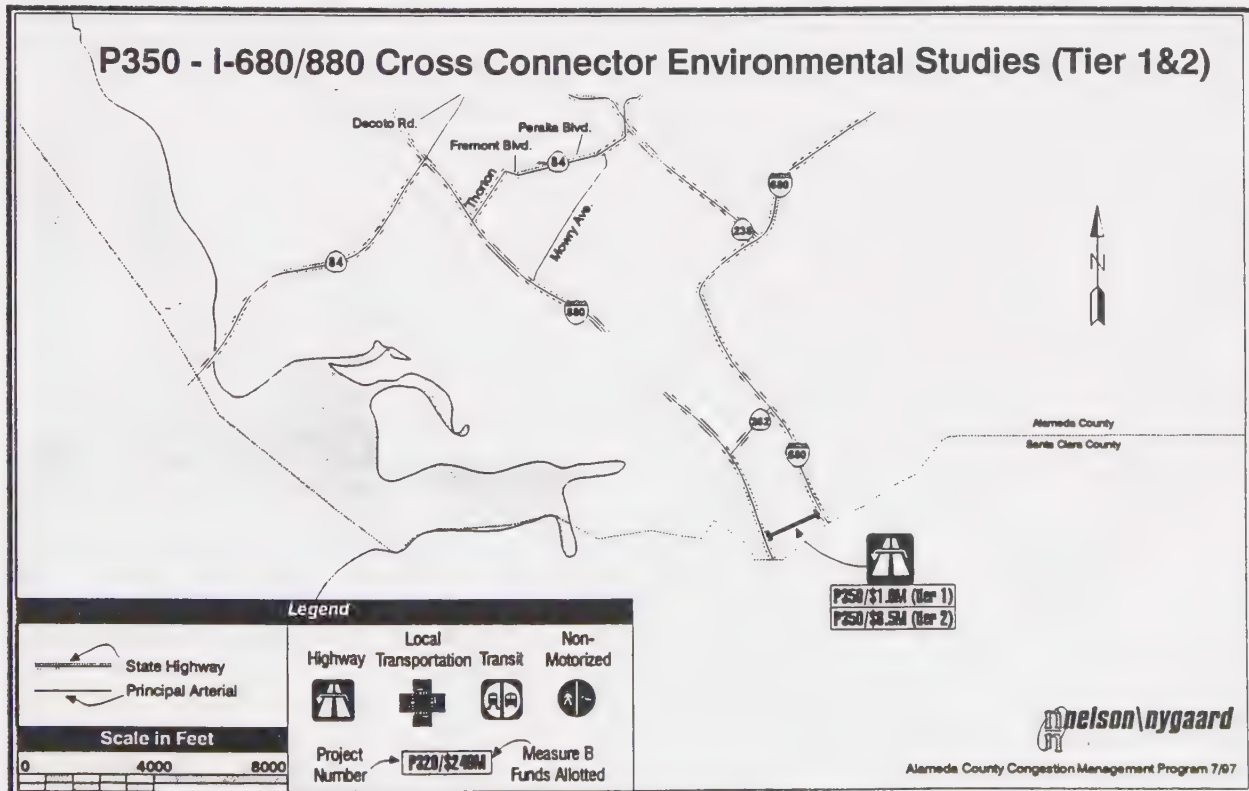 P350 - I-680/880 Cross Connector Environmental Studies (Tier 1&2)
Decoto Rd.
Peralta Blvd.
Fremont Blvd.
84
Thorton
Mowry Ave.
680
238
84
880
262
680
Alameda County
Santa Clara County
N
P350/$1.0M (tier 1)
P350/$8.5M (tier 2)
Legend
State Highway
Principal Arterial
Highway
Local Transportation
Transit
Non-Motorized
Project Number
Measure B Funds Allotted
Scale in Feet
0 4000 8000
nelson\nygaard
Alameda County Congestion Management Program 7/97